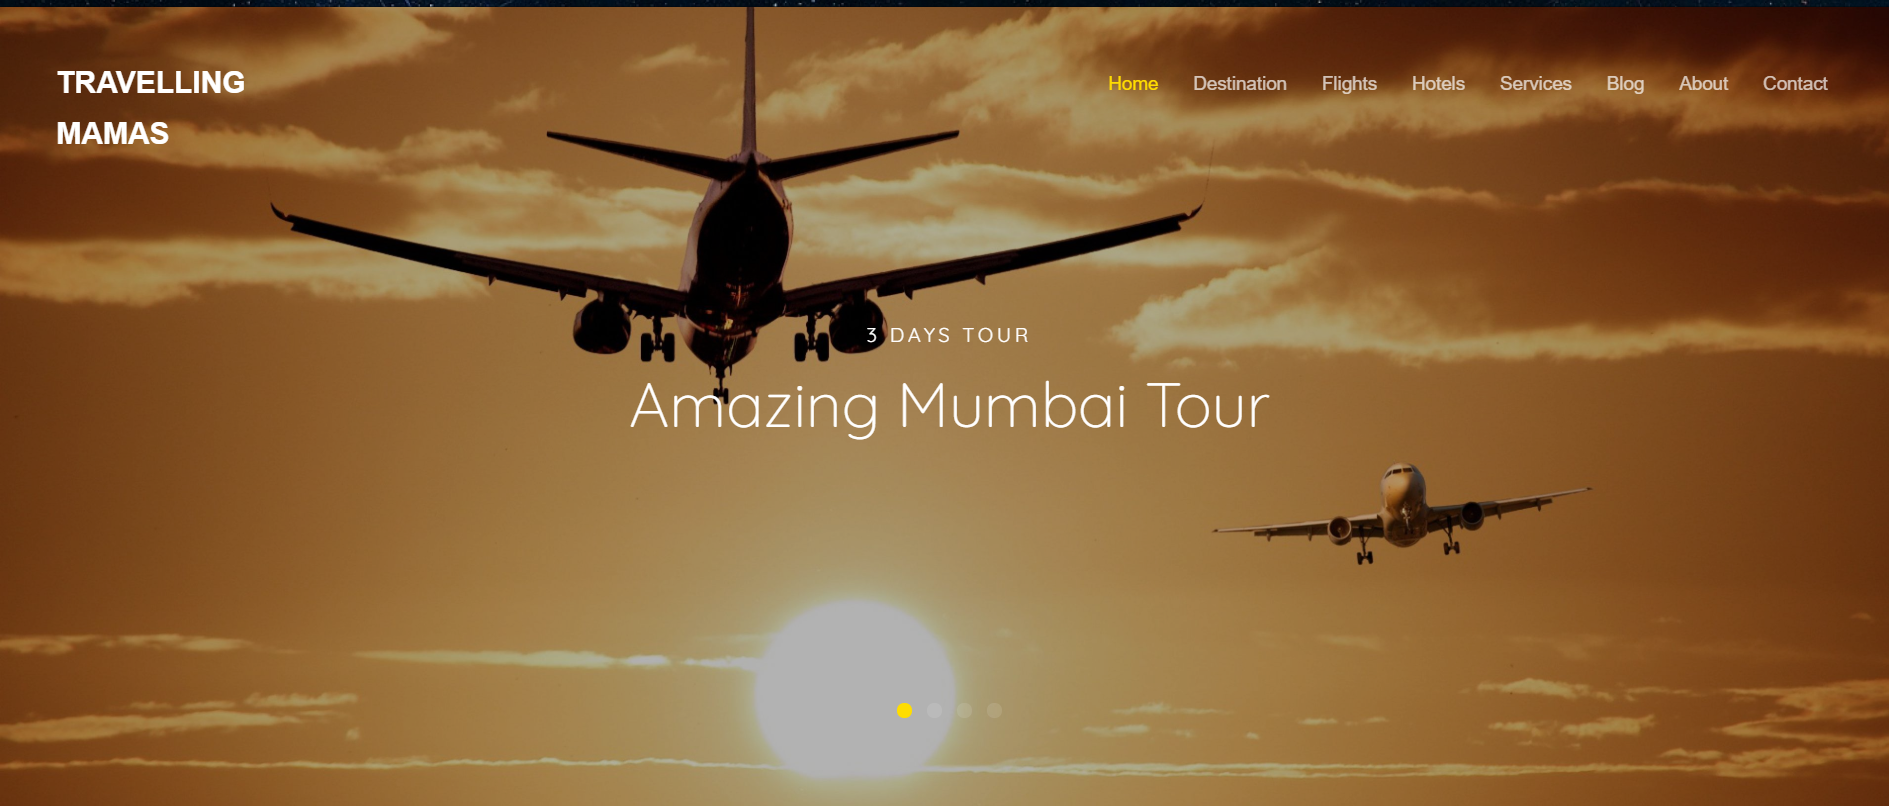 TRAVELLING
MAMAS
Home Destination Flights Hotels Services Blog About Contact
3 DAYS TOUR
Amazing Mumbai Tour